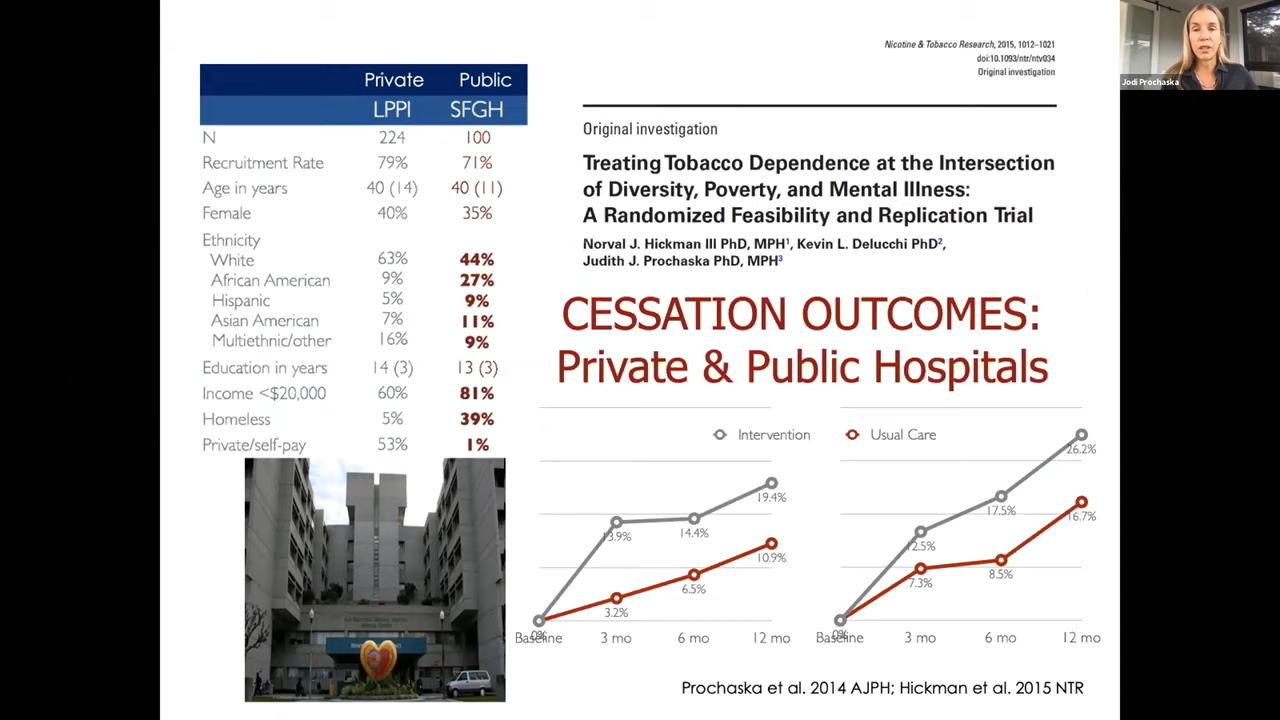 Jodi Prochaska
Nicotine & Tobacco Research, 2015, 1012–1021
doi:10.1093/ntr/ntv034
Original investigation
Private Public
LPPI SFGH
N 224 100
Recruitment Rate 79% 71%
Age in years 40 (14) 40 (11)
Female 40% 35%
Ethnicity
White 63% 44%
African American 9% 27%
Hispanic 5% 9%
Asian American 7% 11%
Multiethnic/other 16% 9%
Education in years 14 (3) 13 (3)
Income <$20,000 60% 81%
Homeless 5% 39%
Private/self-pay 53% 1%
Original investigation
Treating Tobacco Dependence at the Intersection
of Diversity, Poverty, and Mental Illness:
A Randomized Feasibility and Replication Trial
Norval J. Hickman III PhD, MPH1, Kevin L. Delucchi PhD2,
Judith J. Prochaska PhD, MPH3
CESSATION OUTCOMES:
Private & Public Hospitals
Intervention Usual Care
19.4%
13.9% 14.4%
10.9%
6.5%
3.2%
0%
Baseline 3 mo 6 mo 12 mo
26.2%
17.5% 16.7%
12.5%
7.3% 8.5%
0%
Baseline 3 mo 6 mo 12 mo
Prochaska et al. 2014 AJPH; Hickman et al. 2015 NTR